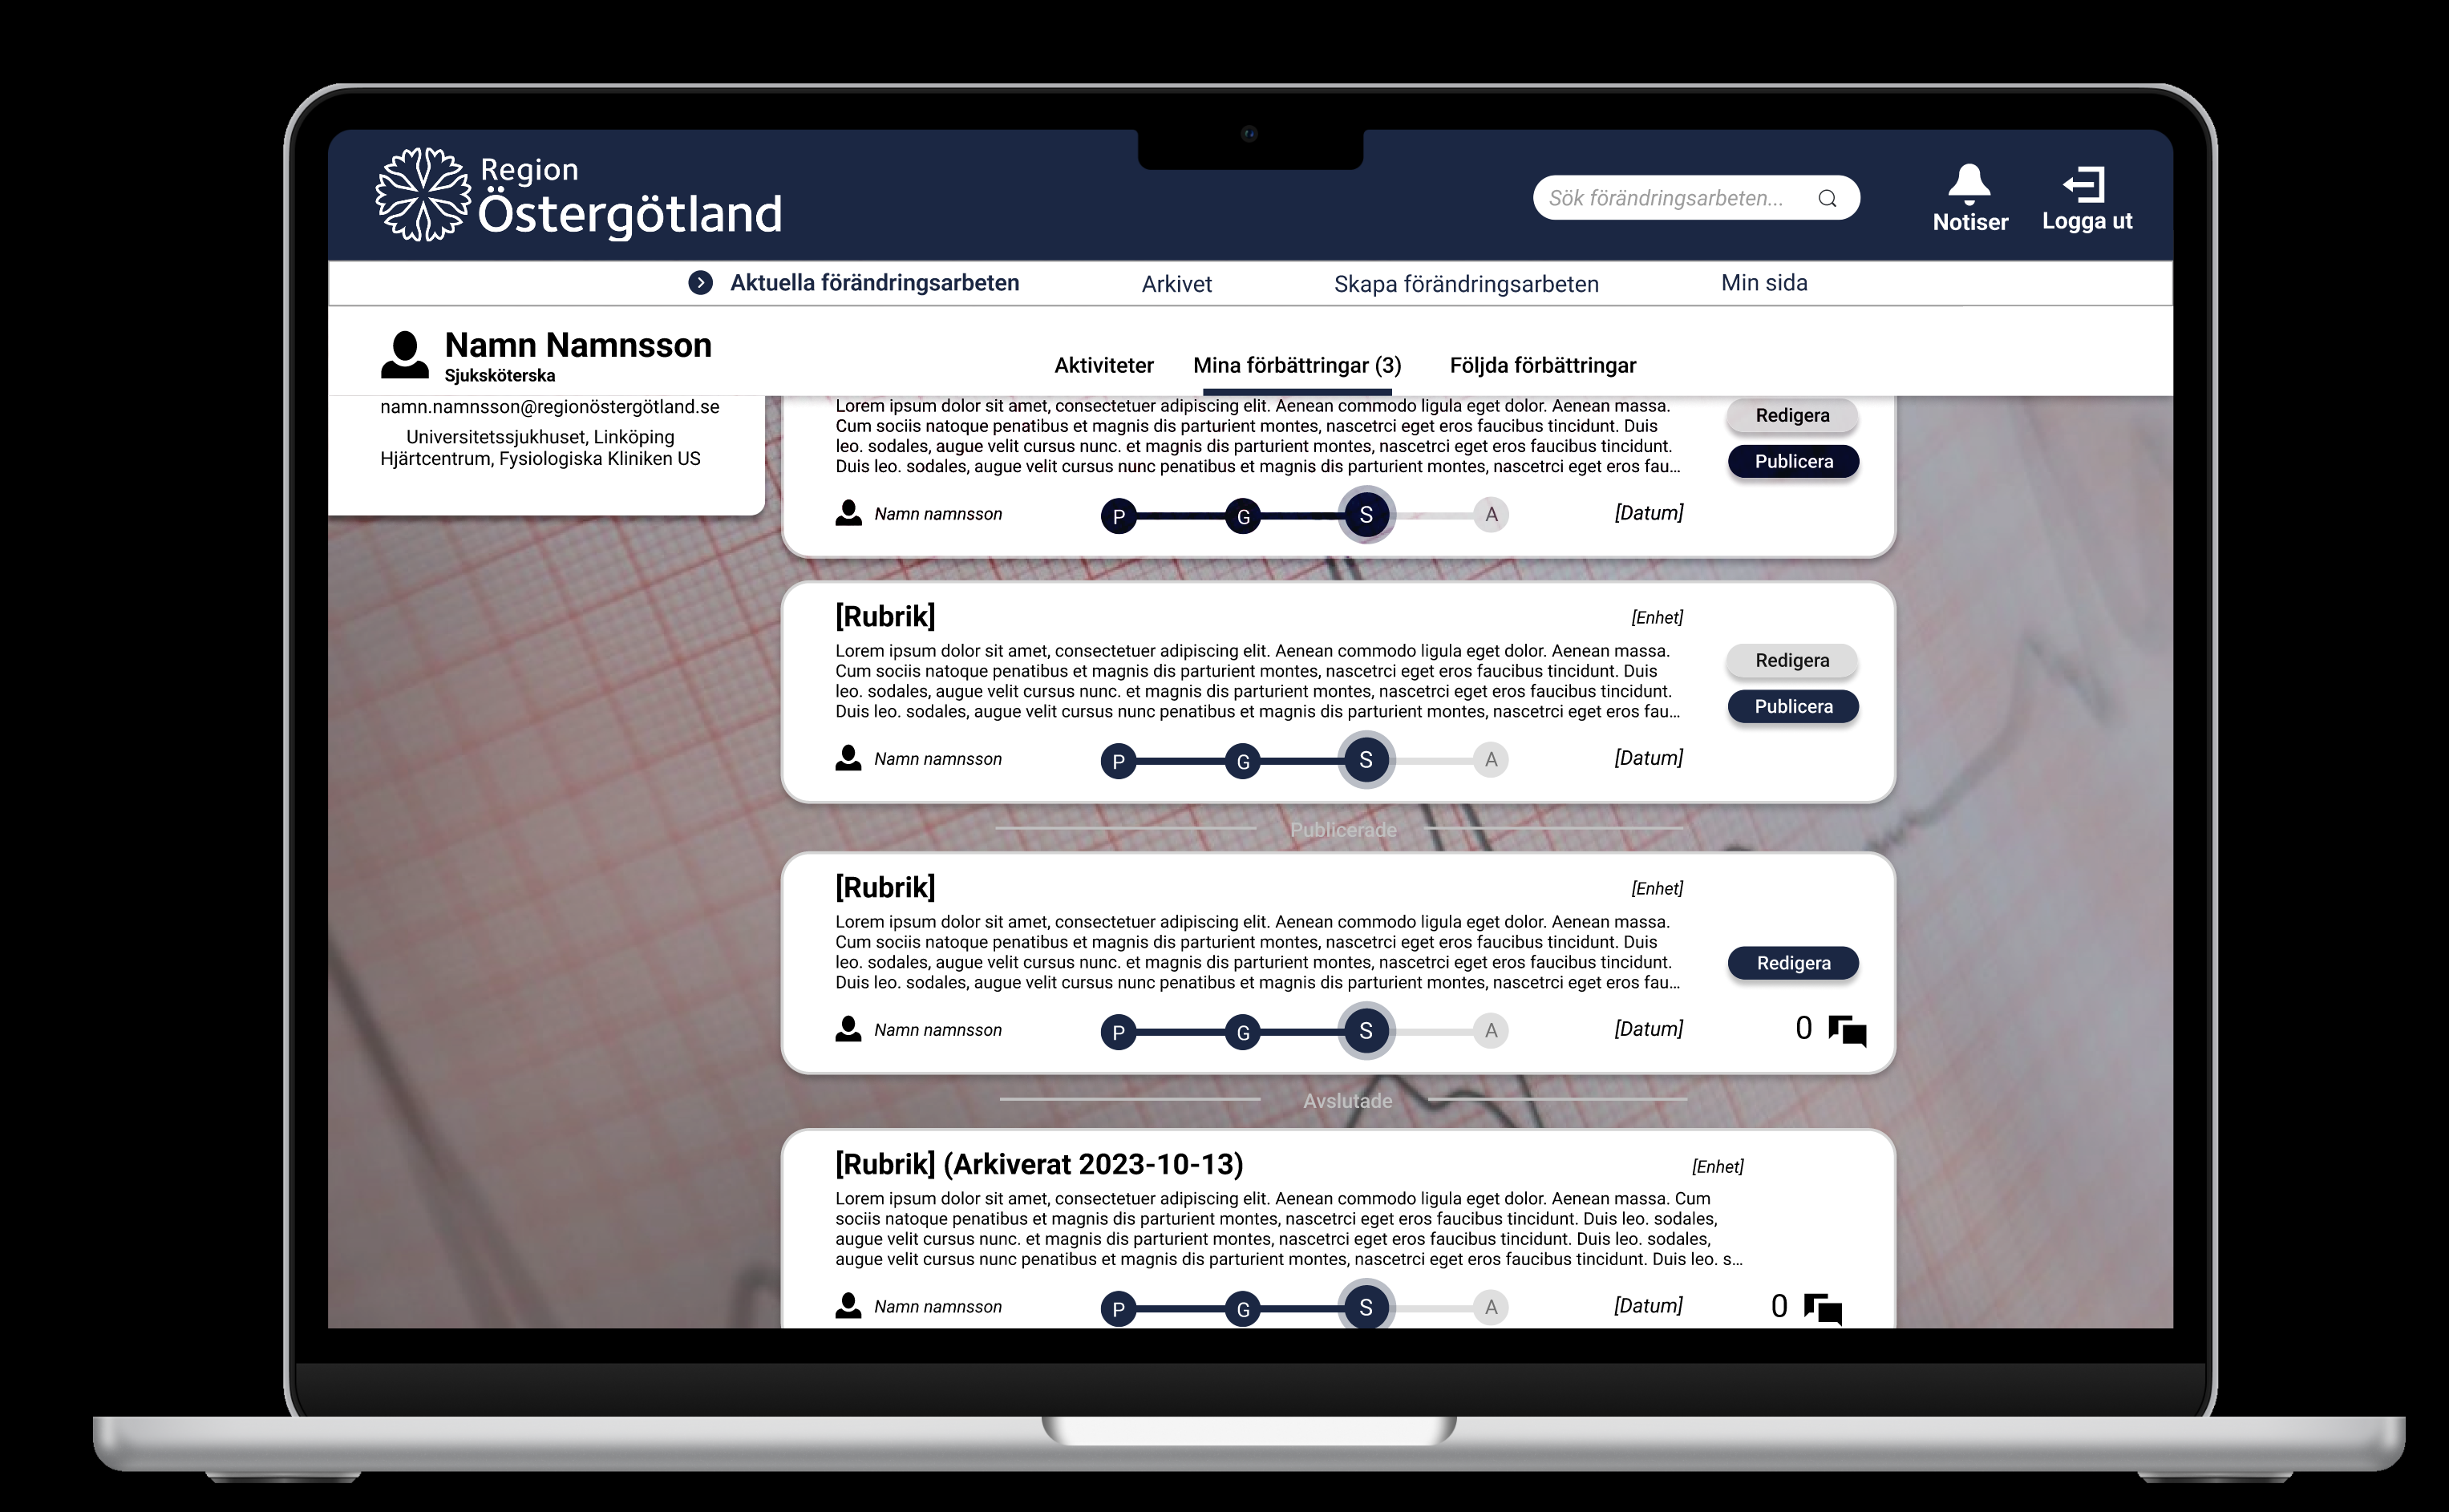 Region
Östergötland
Sök förändringsarbeten...
Notiser
Logga ut
Aktuella förändringsarbeten
Arkivet
Skapa förändringsarbeten
Min sida
Namn Namnsson
Sjuksköterska
Aktiviteter
Mina förbättringar (3)
Följda förbättringar
namn.namnsson@regionöstergötland.se
Universitetssjukhuset, Linköping
Hjärtcentrum, Fysiologiska Kliniken US
Lorem ipsum dolor sit amet, consectetuer adipiscing elit. Aenean commodo ligula eget dolor. Aenean massa.
Cum sociis natoque penatibus et magnis dis parturient montes, nascetrci eget eros faucibus tincidunt. Duis
leo. sodales, augue velit cursus nunc. et magnis dis parturient montes, nascetrci eget eros faucibus tincidunt.
Duis leo. sodales, augue velit cursus nunc penatibus et magnis dis parturient montes, nascetrci eget eros fau...
Redigera
Publicera
Namn namnsson
P G S A
[Datum]
[Rubrik]
[Enhet]
Lorem ipsum dolor sit amet, consectetuer adipiscing elit. Aenean commodo ligula eget dolor. Aenean massa.
Cum sociis natoque penatibus et magnis dis parturient montes, nascetrci eget eros faucibus tincidunt. Duis
leo. sodales, augue velit cursus nunc. et magnis dis parturient montes, nascetrci eget eros faucibus tincidunt.
Duis leo. sodales, augue velit cursus nunc penatibus et magnis dis parturient montes, nascetrci eget eros fau...
Redigera
Publicera
Namn namnsson
P G S A
[Datum]
Publicerade
[Rubrik]
[Enhet]
Lorem ipsum dolor sit amet, consectetuer adipiscing elit. Aenean commodo ligula eget dolor. Aenean massa.
Cum sociis natoque penatibus et magnis dis parturient montes, nascetrci eget eros faucibus tincidunt. Duis
leo. sodales, augue velit cursus nunc. et magnis dis parturient montes, nascetrci eget eros faucibus tincidunt.
Duis leo. sodales, augue velit cursus nunc penatibus et magnis dis parturient montes, nascetrci eget eros fau...
Redigera
Namn namnsson
P G S A
[Datum]
0
Avslutade
[Rubrik] (Arkiverat 2023-10-13)
[Enhet]
Lorem ipsum dolor sit amet, consectetuer adipiscing elit. Aenean commodo ligula eget dolor. Aenean massa. Cum
sociis natoque penatibus et magnis dis parturient montes, nascetrci eget eros faucibus tincidunt. Duis leo. sodales,
augue velit cursus nunc. et magnis dis parturient montes, nascetrci eget eros faucibus tincidunt. Duis leo. sodales,
augue velit cursus nunc penatibus et magnis dis parturient montes, nascetrci eget eros faucibus tincidunt. Duis leo. s...
Namn namnsson
P G S A
[Datum]
0